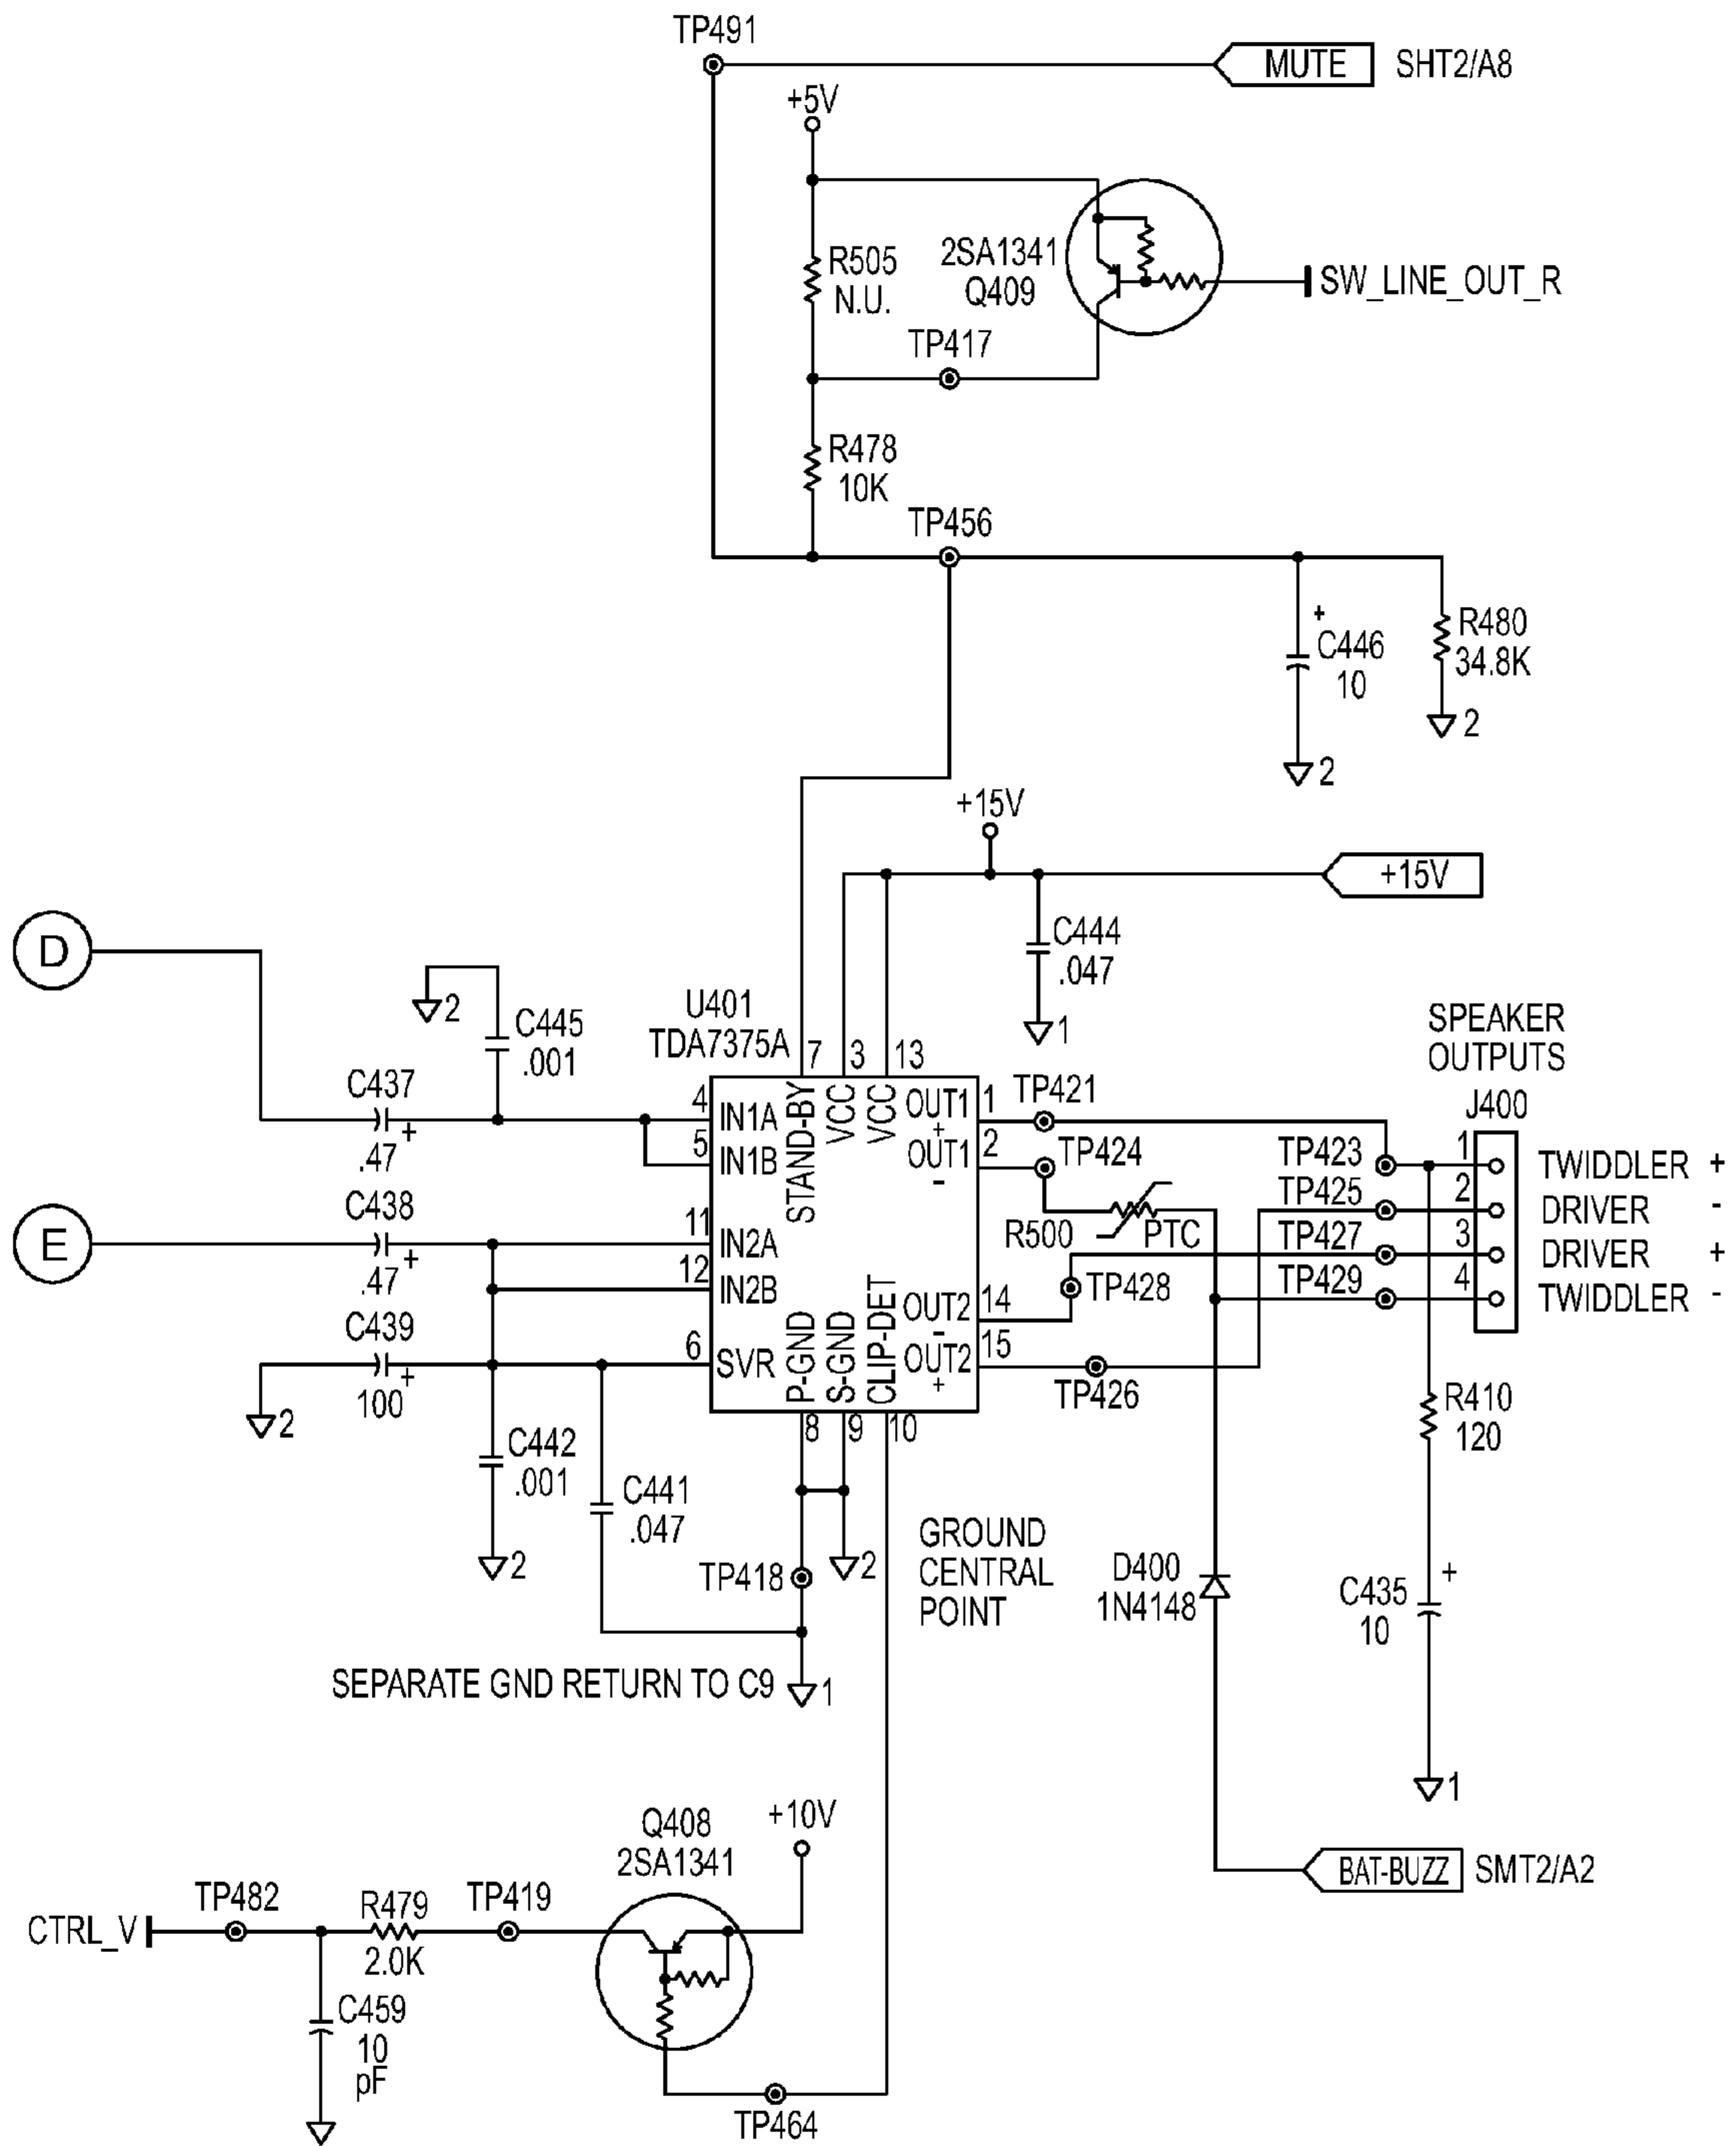 TP491
MUTE SHT2/A8
+5V
R505
N.U.
2SA1341
Q409
SW_LINE_OUT_R
TP417
R478
10K
TP456
+
C446
10
R480
34.8K
2
2
+15V
+15V
C444
.047
1
D
2
C445
.001
U401
TDA7375A
7 3 13
C437
+
.47
4 IN1A
5 IN1B
STAND-BY
VCC
VCC
OUT1 1
+
OUT1 2
-
TP421
TP424
SPEAKER
OUTPUTS
J400
TP423 1 TWIDDLER +
TP425 2 DRIVER -
TP427 3 DRIVER +
TP429 4 TWIDDLER -
R500 PTC
TP428
E
C438
+
.47
11 IN2A
12 IN2B
C439
+
100
2
6 SVR
P-GND
S-GND
CLIP-DET
OUT2 14
-
OUT2 15
+
TP426
8 9 10
R410
120
C442
.001
2
C441
.047
TP418
2
GROUND
CENTRAL
POINT
D400
1N4148
+
C435
10
SEPARATE GND RETURN TO C9
1
1
Q408
2SA1341
+10V
BAT-BUZZ SMT2/A2
CTRL_V
TP482
R479
2.0K
TP419
C459
10
pF
TP464